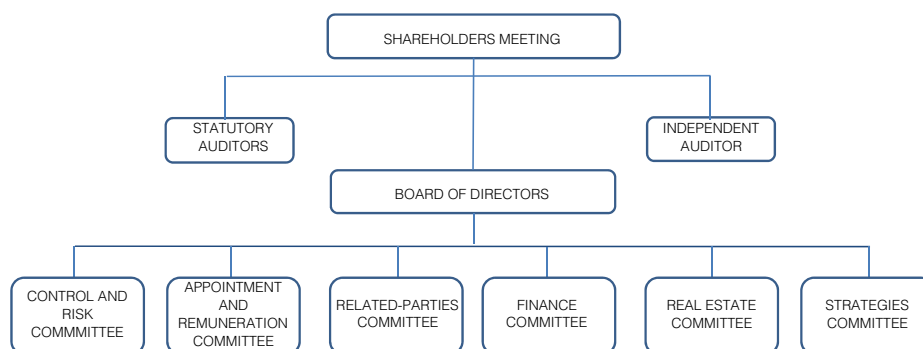 SHAREHOLDERS MEETING
STATUTORY
AUDITORS
INDEPENDENT
AUDITOR
BOARD OF DIRECTORS
CONTROL AND
RISK
COMMMITTEE
APPOINTMENT
AND
REMUNERATION
COMMITTEE
RELATED-PARTIES
COMMITTEE
FINANCE
COMMITTEE
REAL ESTATE
COMMITTEE
STRATEGIES
COMMITTEE